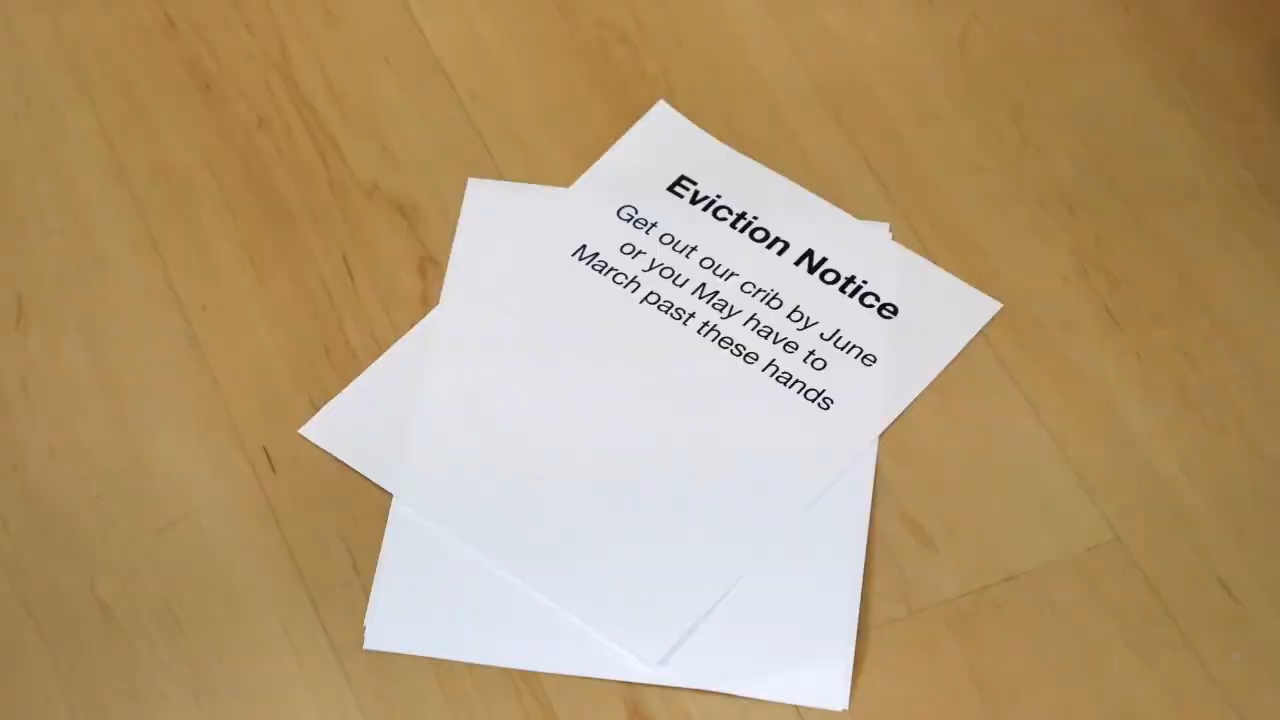 Eviction Notice
Get out our crib by June
or you May have to
March past these hands